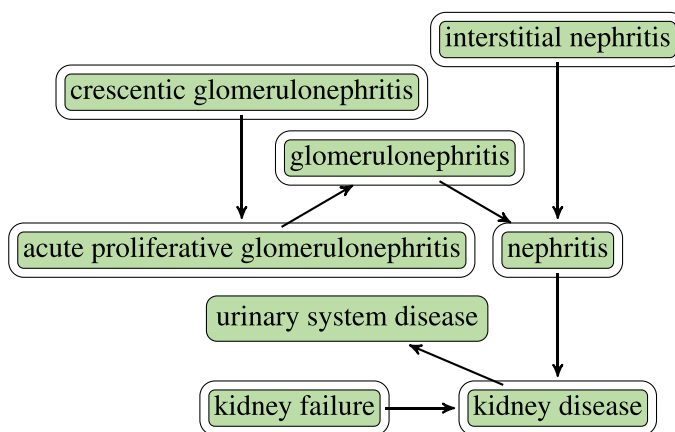 interstitial nephritis
crescentic glomerulonephritis
glomerulonephritis
acute proliferative glomerulonephritis
nephritis
urinary system disease
kidney failure
kidney disease